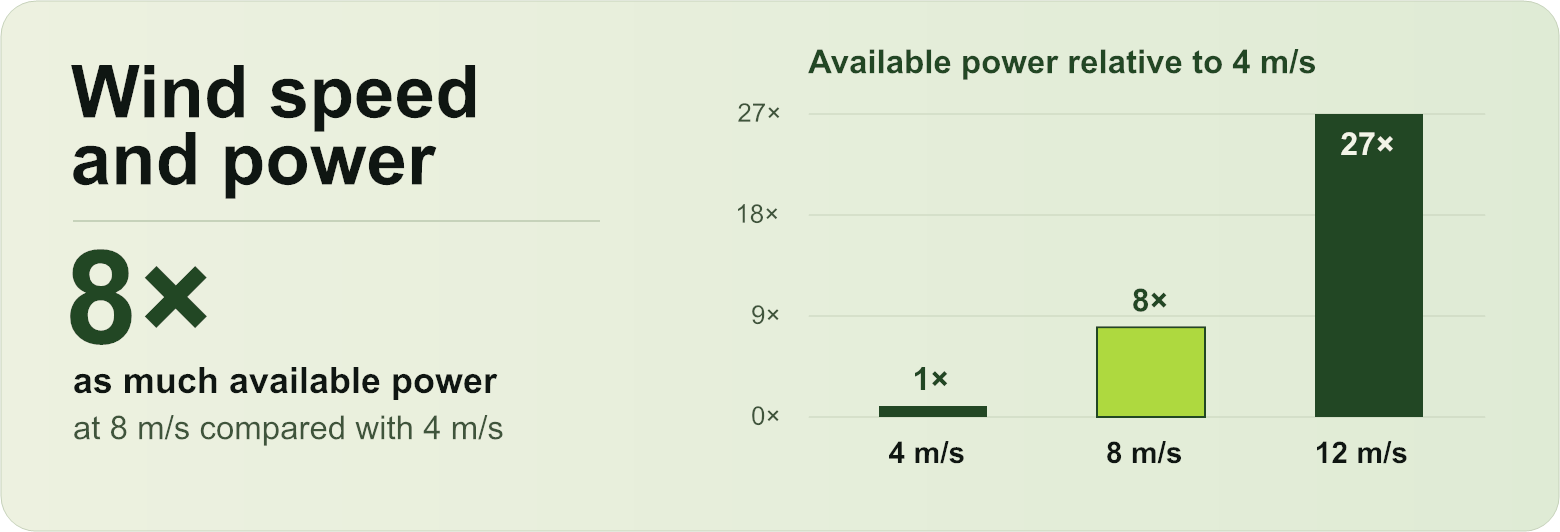 Wind speed
and power
8×
as much available power
at 8 m/s compared with 4 m/s
Available power relative to 4 m/s
27×
18×
9×
0×
1×
8×
27×
4 m/s
8 m/s
12 m/s